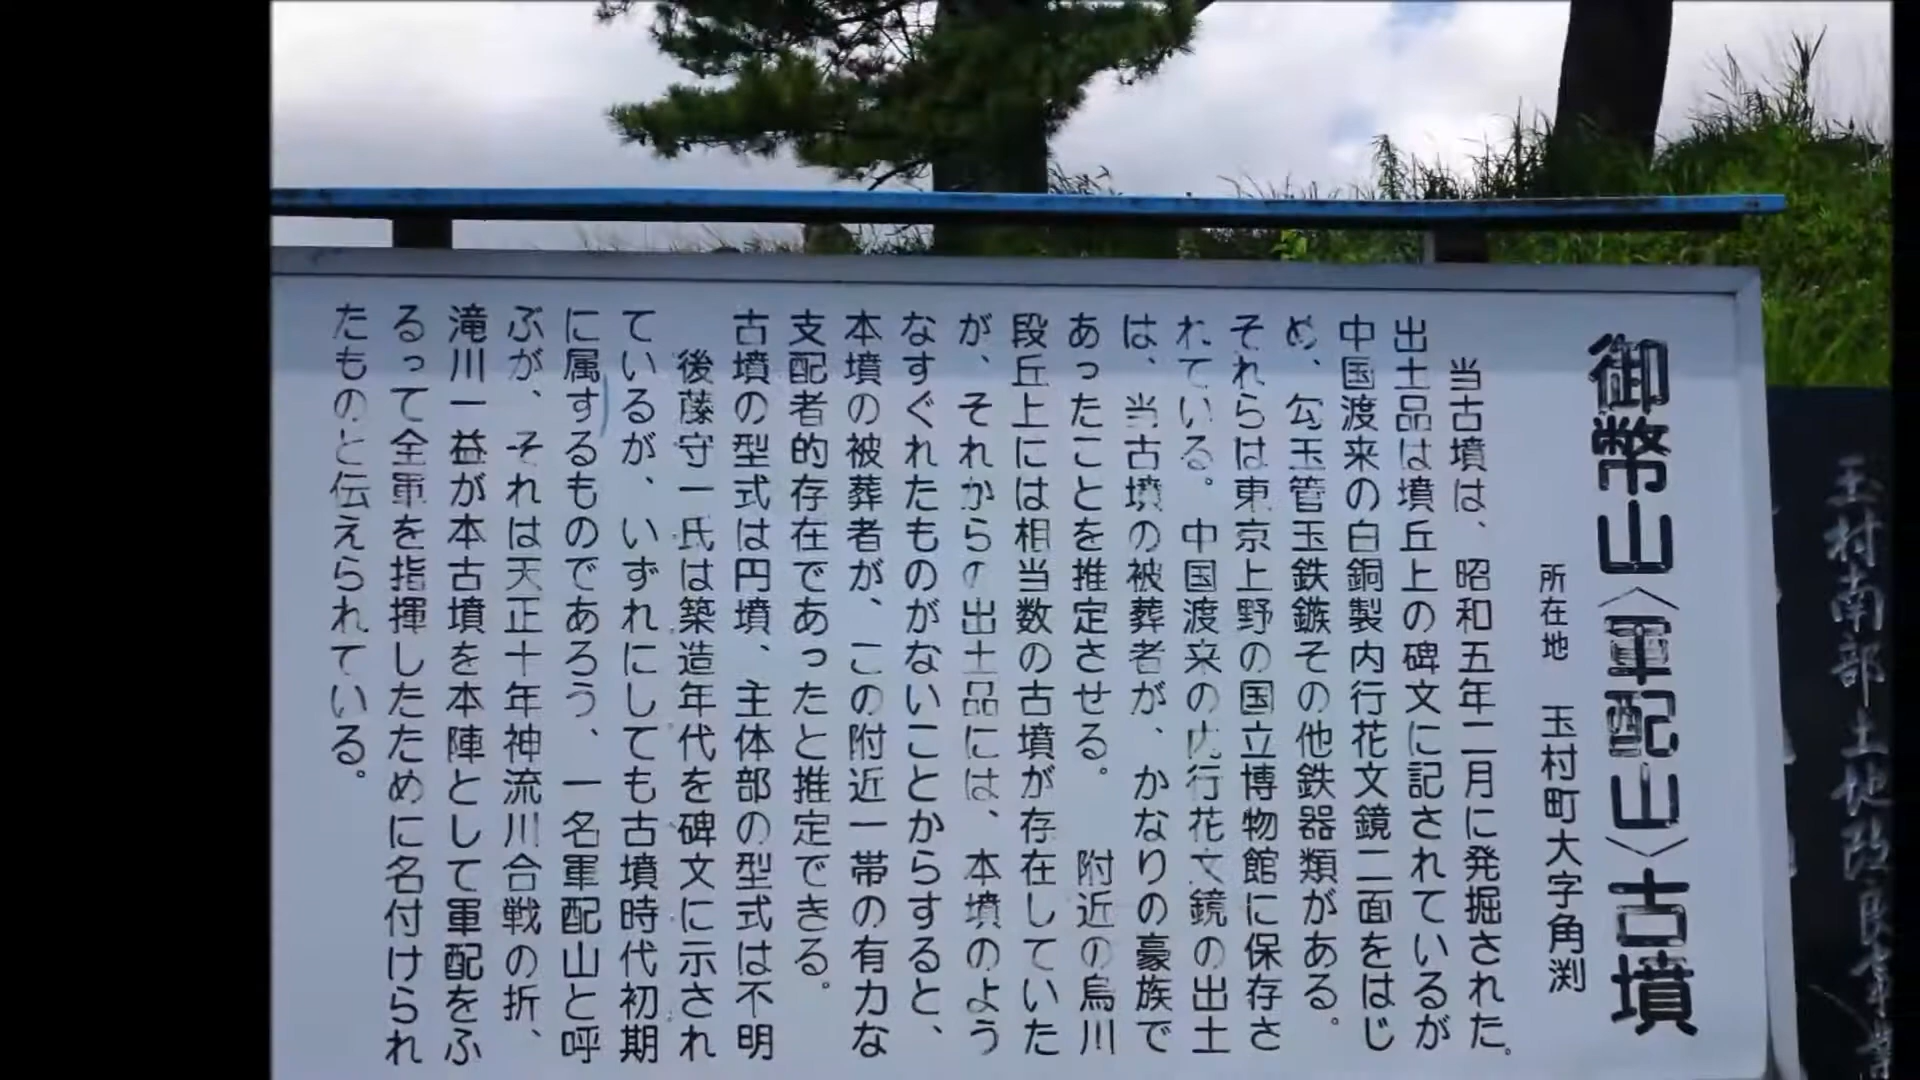 御幣山〈軍配山〉古墳
所在地　玉村町大字角渕
当古墳は、昭和五年二月に発掘された。
出土品は墳丘上の碑文に記されているが
中国渡来の白銅製内行花文鏡二面をはじ
め、勾玉管玉鉄鏃その他鉄器類がある。
それらは東京上野の国立博物館に保存さ
れている。中国渡来の内行花文鏡の出土
は、当古墳の被葬者が、かなりの豪族で
あったことを推定させる。　附近の烏川
段丘上には相当数の古墳が存在していた
が、それからの出土品には、本墳のよう
なすぐれたものがないことからすると、
本墳の被葬者が、この附近一帯の有力な
支配者的存在であったと推定できる。
古墳の型式は円墳、主体部の型式は不明
後藤守一氏は築造年代を碑文に示され
ているが、いずれにしても古墳時代初期
に属するものであろう、一名軍配山と呼
ぶが、それは天正十年神流川合戦の折、
滝川一益が本古墳を本陣として軍配をふ
るって全軍を指揮したために名付けられ
たものと伝えられている。
玉村南部土地改良